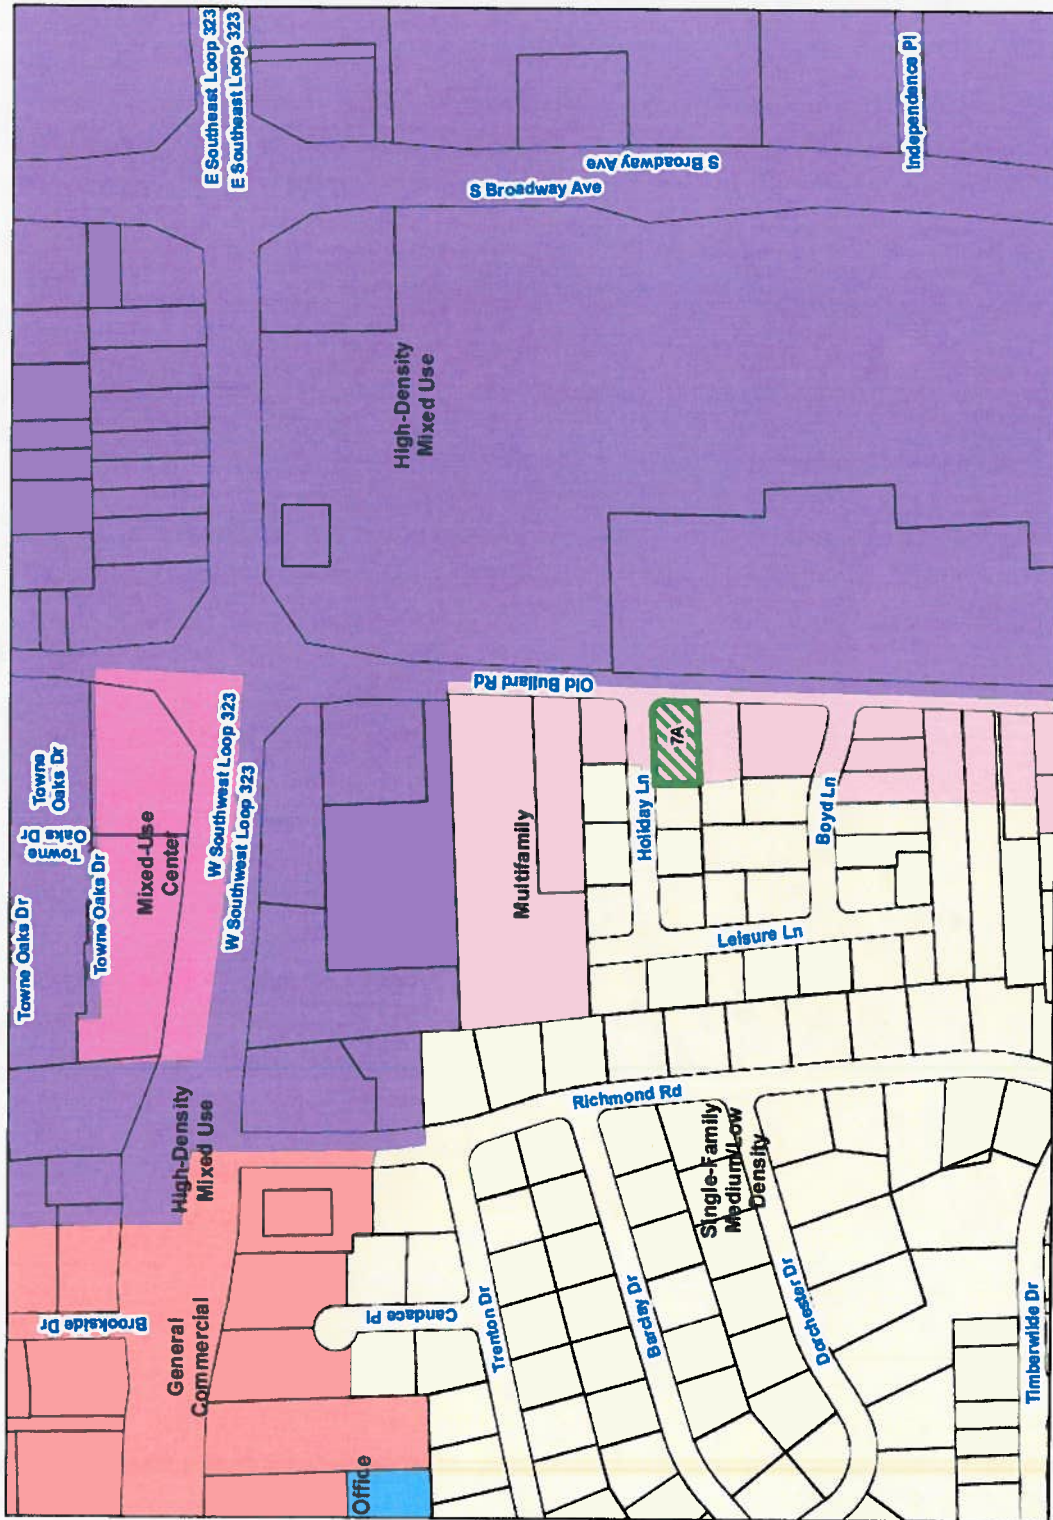 E Southeast Loop 323
E Southeast Loop 323
Independence Pl
S Broadway Ave
S Broadway Ave
High-Density
Mixed Use
Old Bullard Rd
W Southwest Loop 323
W Southwest Loop 323
Towne
Oaks Dr
Towne
Oaks Dr
Towne Oaks Dr
Towne Oaks Dr
Mixed-Use
Center
7A
Holiday Ln
Boyd Ln
Multifamily
Leisure Ln
Richmond Rd
High-Density
Mixed Use
Single-Family
Medium/Low
Density
Brookside Dr
General
Commercial
Candace Pl
Trenton Dr
Barclay Dr
Dorchester Dr
Timberwilde Dr
Office